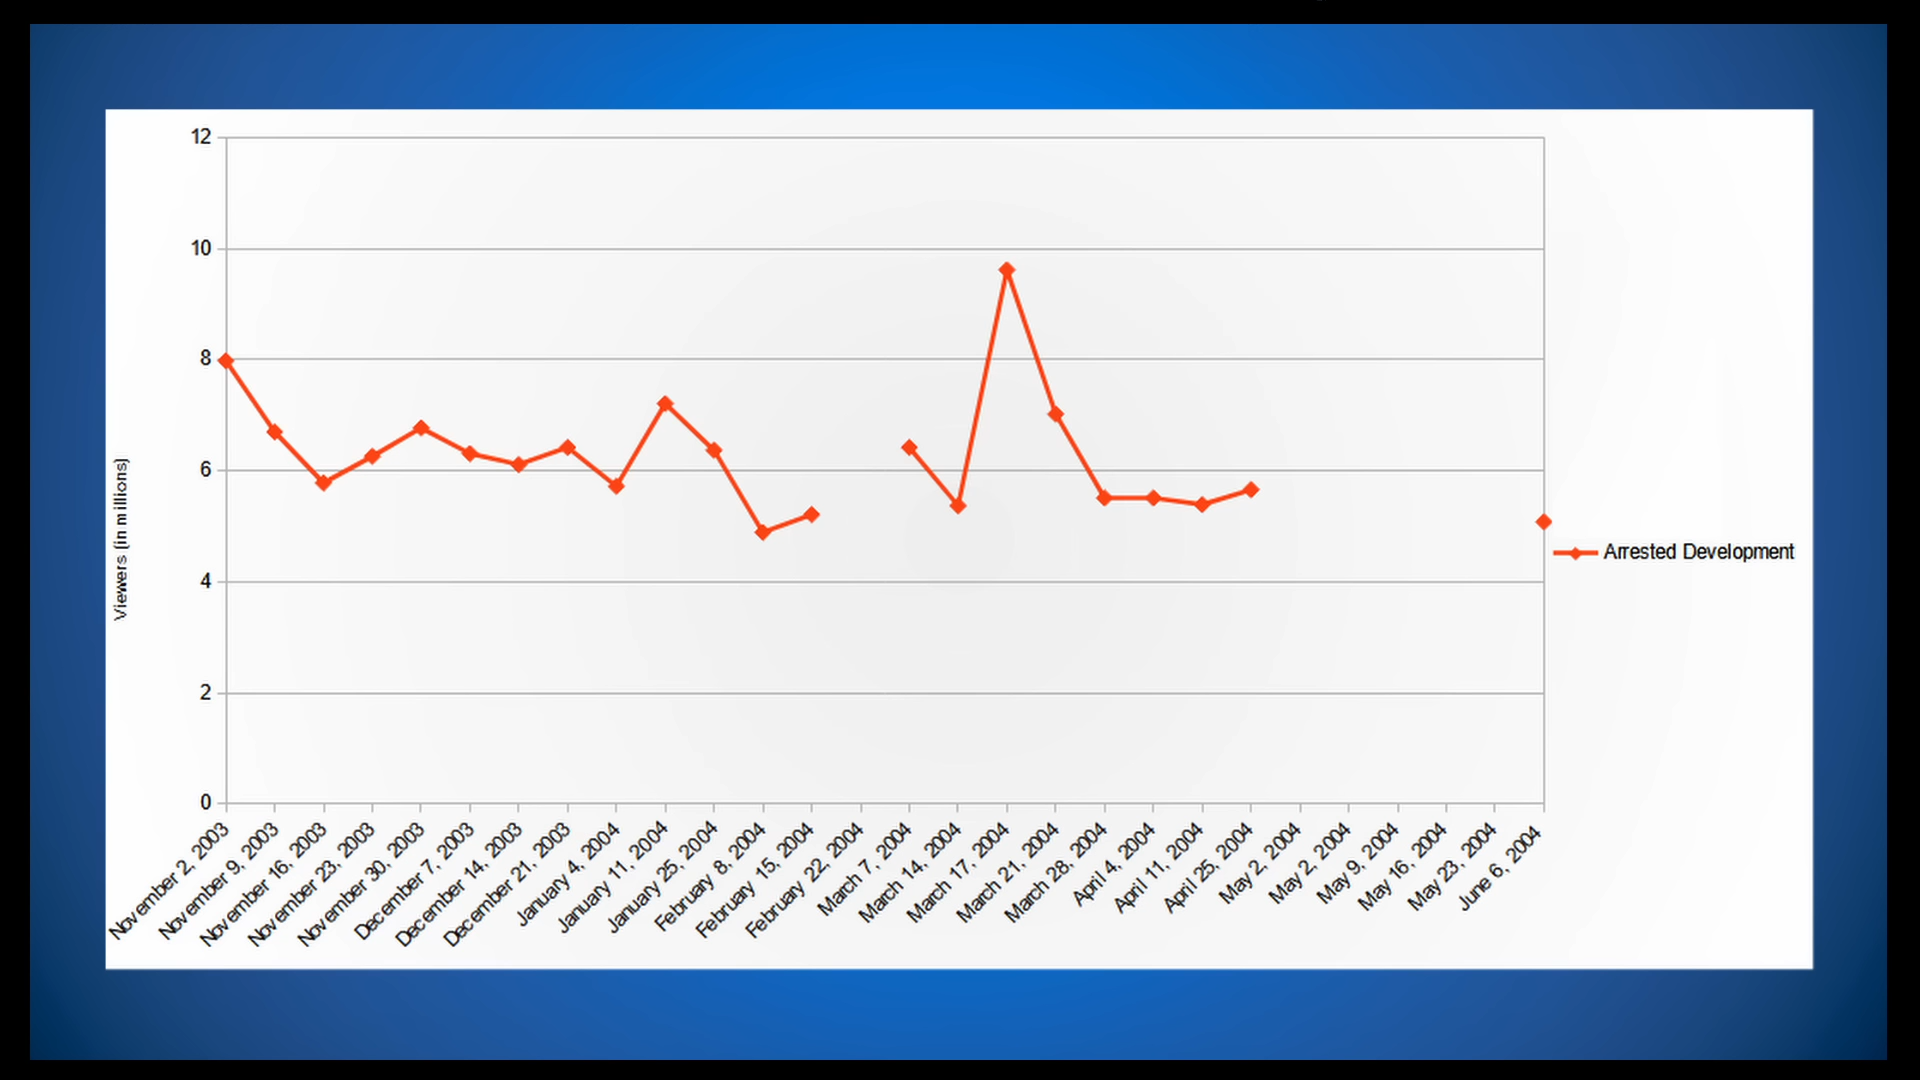 12
10
8
6
4
2
0
Viewers (in millions)
November 2, 2003
November 9, 2003
November 16, 2003
November 23, 2003
November 30, 2003
December 7, 2003
December 14, 2003
December 21, 2003
January 4, 2004
January 11, 2004
January 25, 2004
February 8, 2004
February 15, 2004
February 22, 2004
March 7, 2004
March 14, 2004
March 17, 2004
March 21, 2004
March 28, 2004
April 4, 2004
April 11, 2004
April 25, 2004
May 2, 2004
May 2, 2004
May 9, 2004
May 16, 2004
May 23, 2004
June 6, 2004
Arrested Development